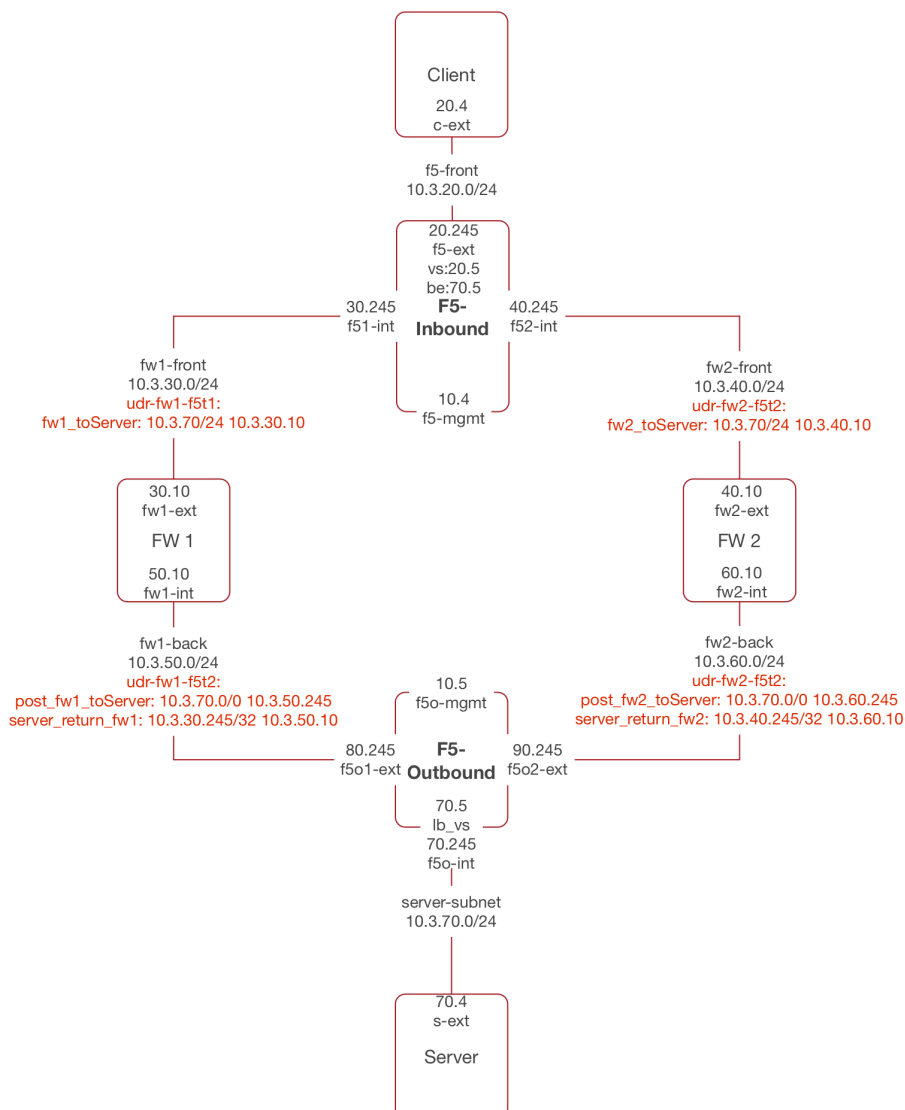 Client
20.4
c-ext
f5-front
10.3.20.0/24
20.245
f5-ext
vs:20.5
be:70.5
F5-
Inbound
30.245
f51-int
40.245
f52-int
10.4
f5-mgmt
fw1-front
10.3.30.0/24
udr-fw1-f5t1:
fw1_toServer: 10.3.70/24 10.3.30.10
fw2-front
10.3.40.0/24
udr-fw2-f5t2:
fw2_toServer: 10.3.70/24 10.3.40.10
30.10
fw1-ext
FW 1
50.10
fw1-int
40.10
fw2-ext
FW 2
60.10
fw2-int
fw1-back
10.3.50.0/24
udr-fw1-f5t2:
post_fw1_toServer: 10.3.70.0/0 10.3.50.245
server_return_fw1: 10.3.30.245/32 10.3.50.10
fw2-back
10.3.60.0/24
udr-fw2-f5t2:
post_fw2_toServer: 10.3.70.0/0 10.3.60.245
server_return_fw2: 10.3.40.245/32 10.3.60.10
10.5
f5o-mgmt
80.245
f5o1-ext
F5-
Outbound
90.245
f5o2-ext
70.5
lb_vs
70.245
f5o-int
server-subnet
10.3.70.0/24
70.4
s-ext
Server